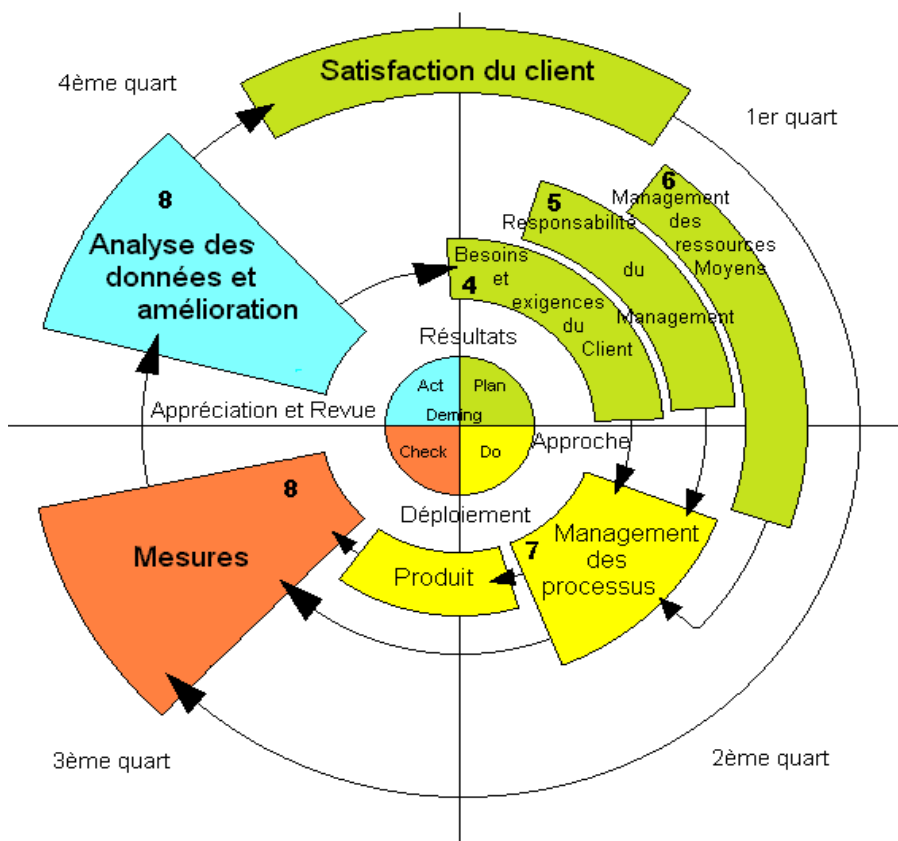 Satisfaction du client
4ème quart
1er quart
8
Analyse des
données et
amélioration
6
Management
des
ressources
Moyens
5
Responsabilité
du
Management
Besoins
et
4
exigences
du
Client
Résultats
Act
Plan
Deming
Check
Do
Appréciation et Revue
Approche
Déploiement
8
Mesures
Produit
7
Management
des
processus
3ème quart
2ème quart